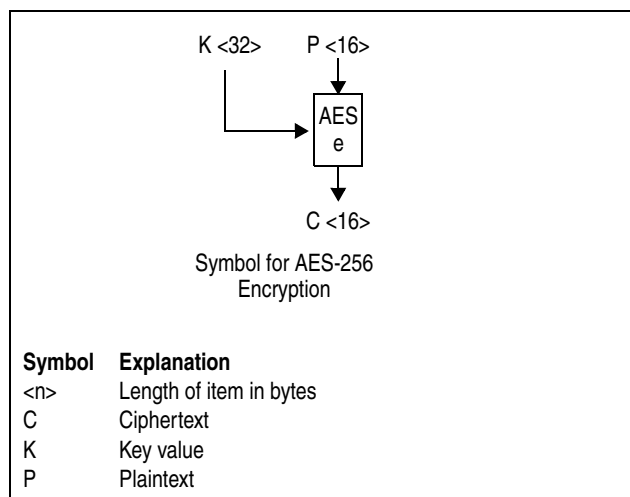 K <32> P <16>
AES
e
C <16>
Symbol for AES-256
Encryption
Symbol Explanation
<n> Length of item in bytes
C Ciphertext
K Key value
P Plaintext